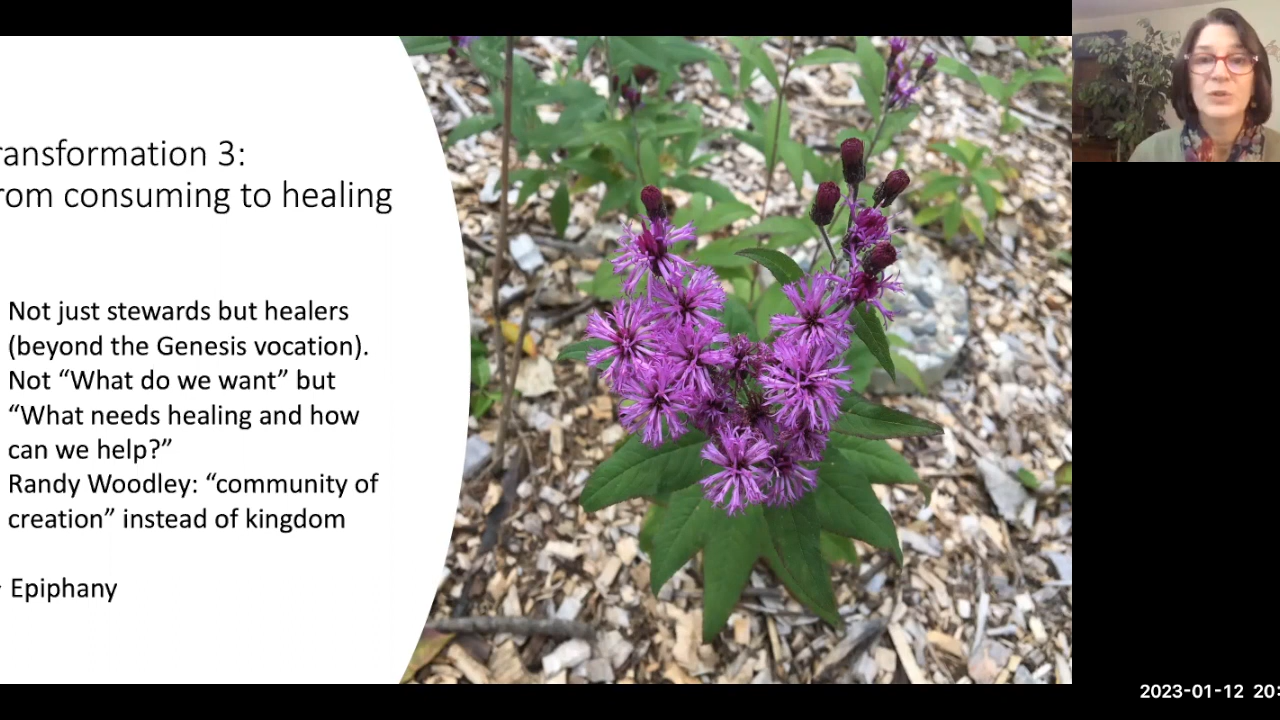 ransformation 3:
rom consuming to healing
Not just stewards but healers
(beyond the Genesis vocation).
Not “What do we want” but
“What needs healing and how
can we help?”
Randy Woodley: “community of
creation” instead of kingdom
Epiphany
2023-01-12 20: